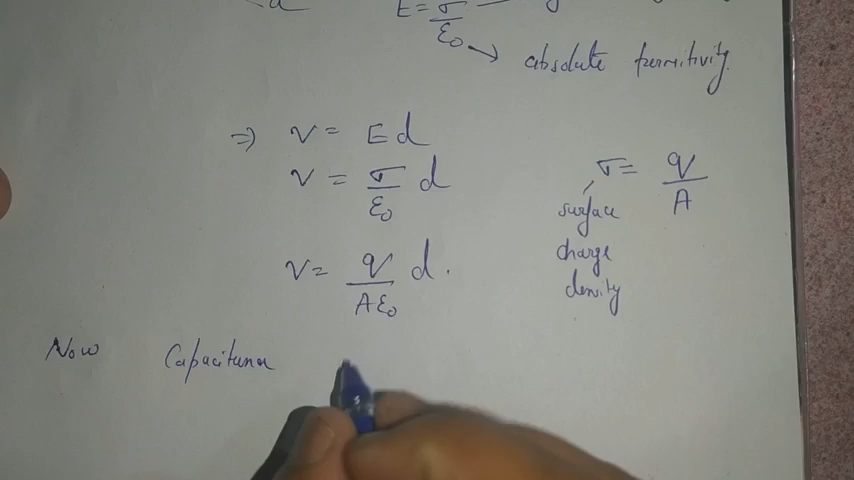 d E = σ/ε₀
absolute permitivity
⇒ V = Ed
V = σ/ε₀ d
σ = q/A
surface
charge
density
V = q/Aε₀ d.
Now Capacitance